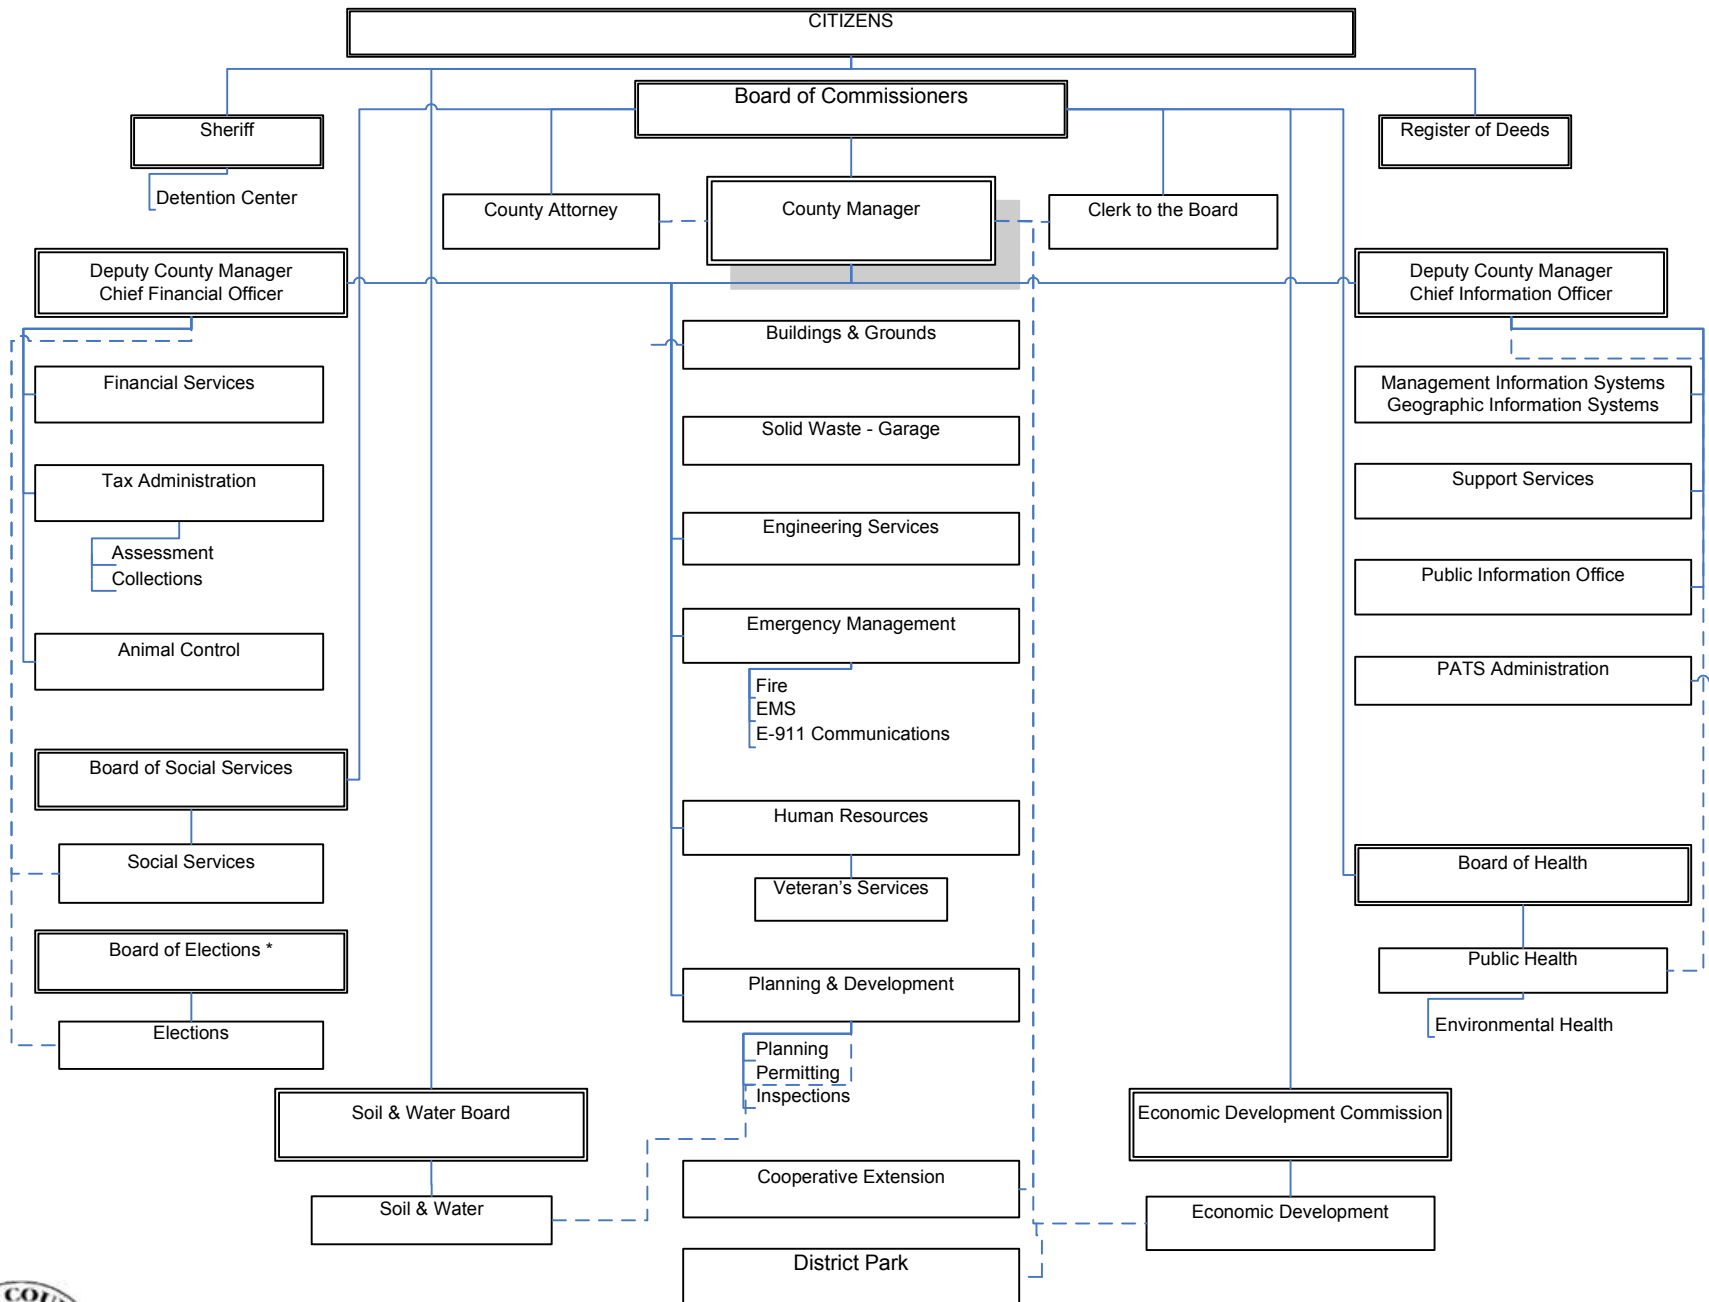 CITIZENS
Board of Commissioners
Sheriff
Register of Deeds
Detention Center
County Attorney
County Manager
Clerk to the Board
Deputy County Manager
Chief Financial Officer
Deputy County Manager
Chief Information Officer
Buildings & Grounds
Financial Services
Management Information Systems
Geographic Information Systems
Solid Waste - Garage
Tax Administration
Support Services
Engineering Services
Assessment
Collections
Public Information Office
Emergency Management
Animal Control
PATS Administration
Fire
EMS
E-911 Communications
Board of Social Services
Human Resources
Social Services
Board of Health
Veteran's Services
Board of Elections *
Public Health
Planning & Development
Elections
Environmental Health
Planning
Permitting
Inspections
Soil & Water Board
Economic Development Commission
Cooperative Extension
Soil & Water
Economic Development
District Park